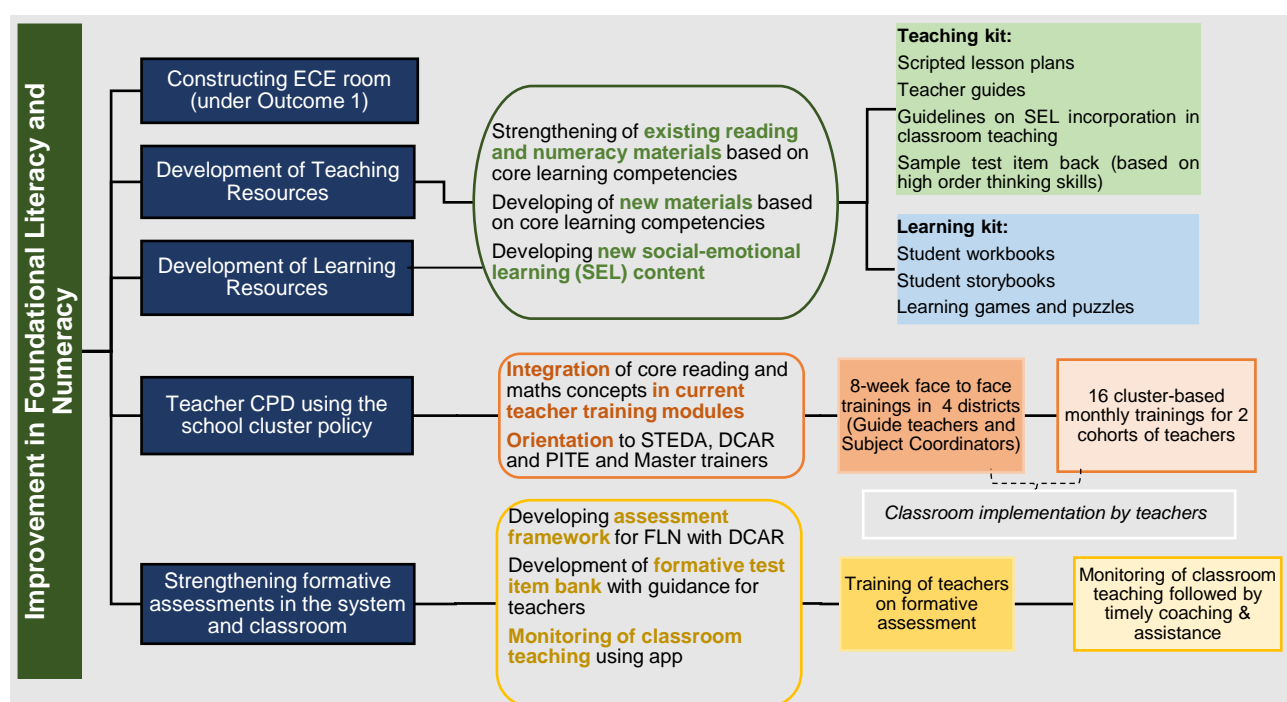 Improvement in Foundational Literacy and
Numeracy
Constructing ECE room
(under Outcome 1)
Development of Teaching
Resources
Development of Learning
Resources
Strengthening of existing reading
and numeracy materials based on
core learning competencies
Developing of new materials based
on core learning competencies
Developing new social-emotional
learning (SEL) content
Teaching kit:
Scripted lesson plans
Teacher guides
Guidelines on SEL incorporation in
classroom teaching
Sample test item back (based on
high order thinking skills)
Learning kit:
Student workbooks
Student storybooks
Learning games and puzzles
Teacher CPD using the
school cluster policy
Integration of core reading and
maths concepts in current
teacher training modules
Orientation to STEDA, DCAR
and PITE and Master trainers
8-week face to face
trainings in 4 districts
(Guide teachers and
Subject Coordinators)
16 cluster-based
monthly trainings for 2
cohorts of teachers
Classroom implementation by teachers
Strengthening formative
assessments in the system
and classroom
Developing assessment
framework for FLN with DCAR
Development of formative test
item bank with guidance for
teachers
Monitoring of classroom
teaching using app
Training of teachers
on formative
assessment
Monitoring of classroom
teaching followed by
timely coaching &
assistance